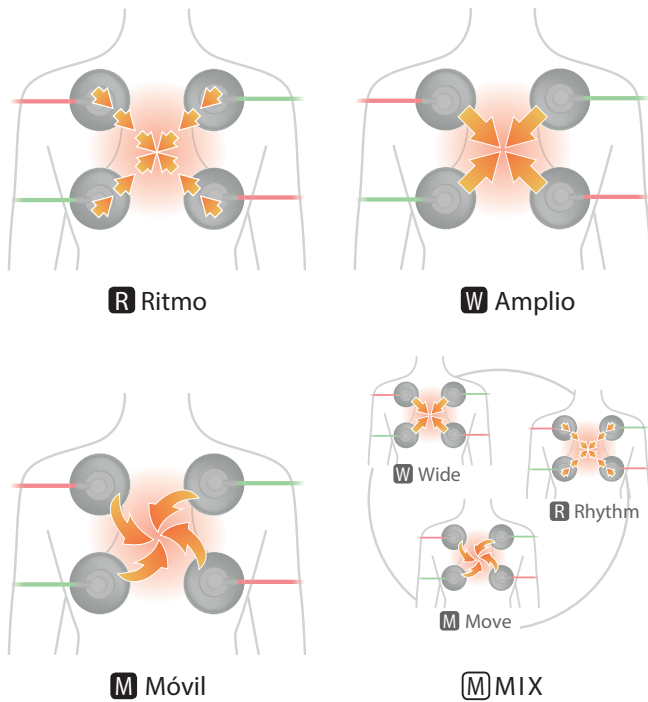 R Ritmo
W Amplio
W Wide
R Rhythm
M Move
M Móvil
M MIX